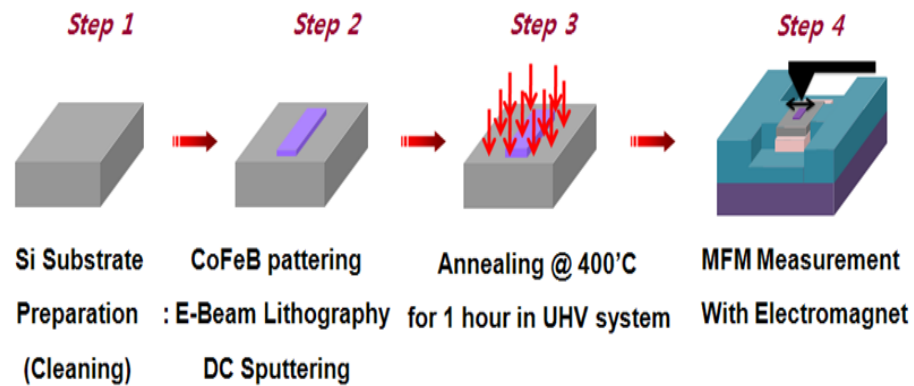 Step 1
Step 2
Step 3
Step 4
Si Substrate
Preparation
(Cleaning)
CoFeB pattering
: E-Beam Lithography
DC Sputtering
Annealing @ 400'C
for 1 hour in UHV system
MFM Measurement
With Electromagnet